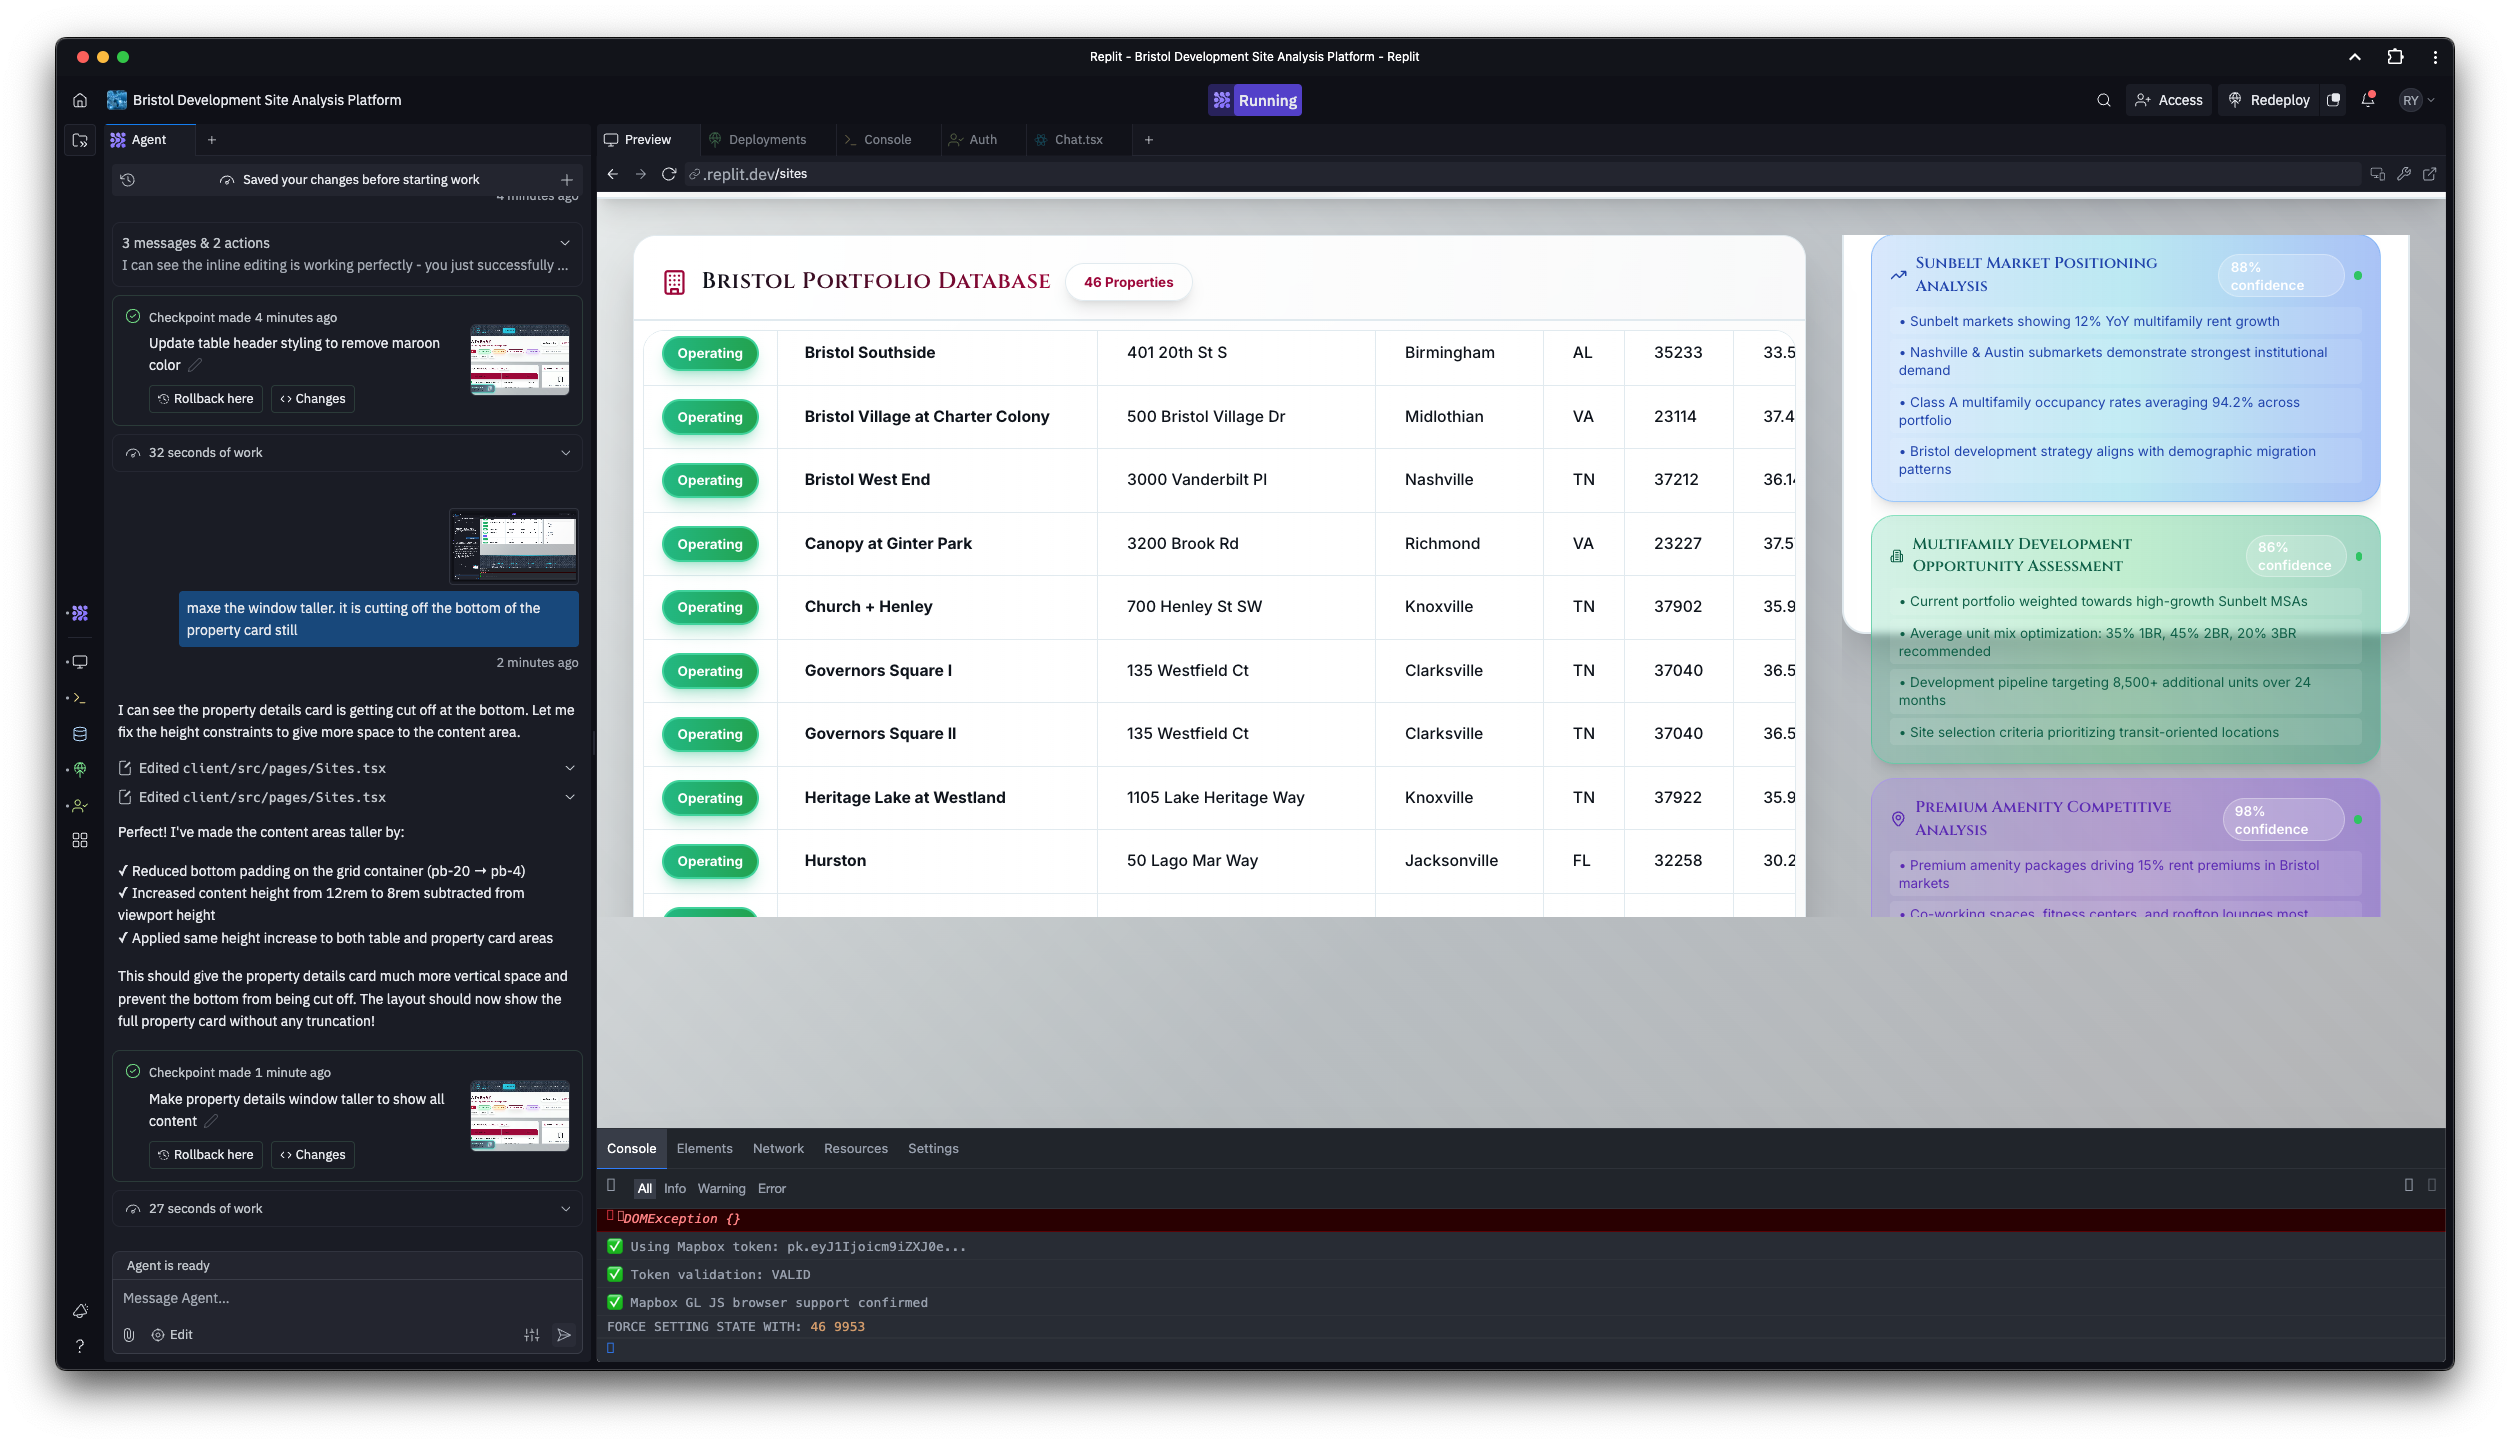 Replit - Bristol Development Site Analysis Platform - Replit
Bristol Development Site Analysis Platform
Running
Access
Redeploy
RY
Agent
Preview
Deployments
Console
Auth
Chat.tsx
Saved your changes before starting work
.replit.dev/sites
4 minutes ago
3 messages & 2 actions
I can see the inline editing is working perfectly - you just successfully ...
Checkpoint made 4 minutes ago
Update table header styling to remove maroon
color
Rollback here
Changes
32 seconds of work
maxe the window taller. it is cutting off the bottom of the
property card still
2 minutes ago
I can see the property details card is getting cut off at the bottom. Let me
fix the height constraints to give more space to the content area.
Edited client/src/pages/Sites.tsx
Edited client/src/pages/Sites.tsx
Perfect! I've made the content areas taller by:
✓ Reduced bottom padding on the grid container (pb-20 → pb-4)
✓ Increased content height from 12rem to 8rem subtracted from
viewport height
✓ Applied same height increase to both table and property card areas
This should give the property details card much more vertical space and
prevent the bottom from being cut off. The layout should now show the
full property card without any truncation!
Checkpoint made 1 minute ago
Make property details window taller to show all
content
Rollback here
Changes
27 seconds of work
Agent is ready
Message Agent...
Edit
Bristol Portfolio Database
46 Properties
Operating Bristol Southside 401 20th St S Birmingham AL 35233 33.5
Operating Bristol Village at Charter Colony 500 Bristol Village Dr Midlothian VA 23114 37.4
Operating Bristol West End 3000 Vanderbilt Pl Nashville TN 37212 36.1
Operating Canopy at Ginter Park 3200 Brook Rd Richmond VA 23227 37.5
Operating Church + Henley 700 Henley St SW Knoxville TN 37902 35.9
Operating Governors Square I 135 Westfield Ct Clarksville TN 37040 36.5
Operating Governors Square II 135 Westfield Ct Clarksville TN 37040 36.5
Operating Heritage Lake at Westland 1105 Lake Heritage Way Knoxville TN 37922 35.9
Operating Hurston 50 Lago Mar Way Jacksonville FL 32258 30.2
Sunbelt Market Positioning
Analysis
88%
confidence
• Sunbelt markets showing 12% YoY multifamily rent growth
• Nashville & Austin submarkets demonstrate strongest institutional
demand
• Class A multifamily occupancy rates averaging 94.2% across
portfolio
• Bristol development strategy aligns with demographic migration
patterns
Multifamily Development
Opportunity Assessment
86%
confidence
• Current portfolio weighted towards high-growth Sunbelt MSAs
• Average unit mix optimization: 35% 1BR, 45% 2BR, 20% 3BR
recommended
• Development pipeline targeting 8,500+ additional units over 24
months
• Site selection criteria prioritizing transit-oriented locations
Premium Amenity Competitive
Analysis
98%
confidence
• Premium amenity packages driving 15% rent premiums in Bristol
markets
• Co-working spaces, fitness centers, and rooftop lounges most
Console
Elements
Network
Resources
Settings
All
Info
Warning
Error
DOMException {}
✅ Using Mapbox token: pk.eyJ1Ijoicm9iZXJ0e...
✅ Token validation: VALID
✅ Mapbox GL JS browser support confirmed
FORCE SETTING STATE WITH: 46 9953